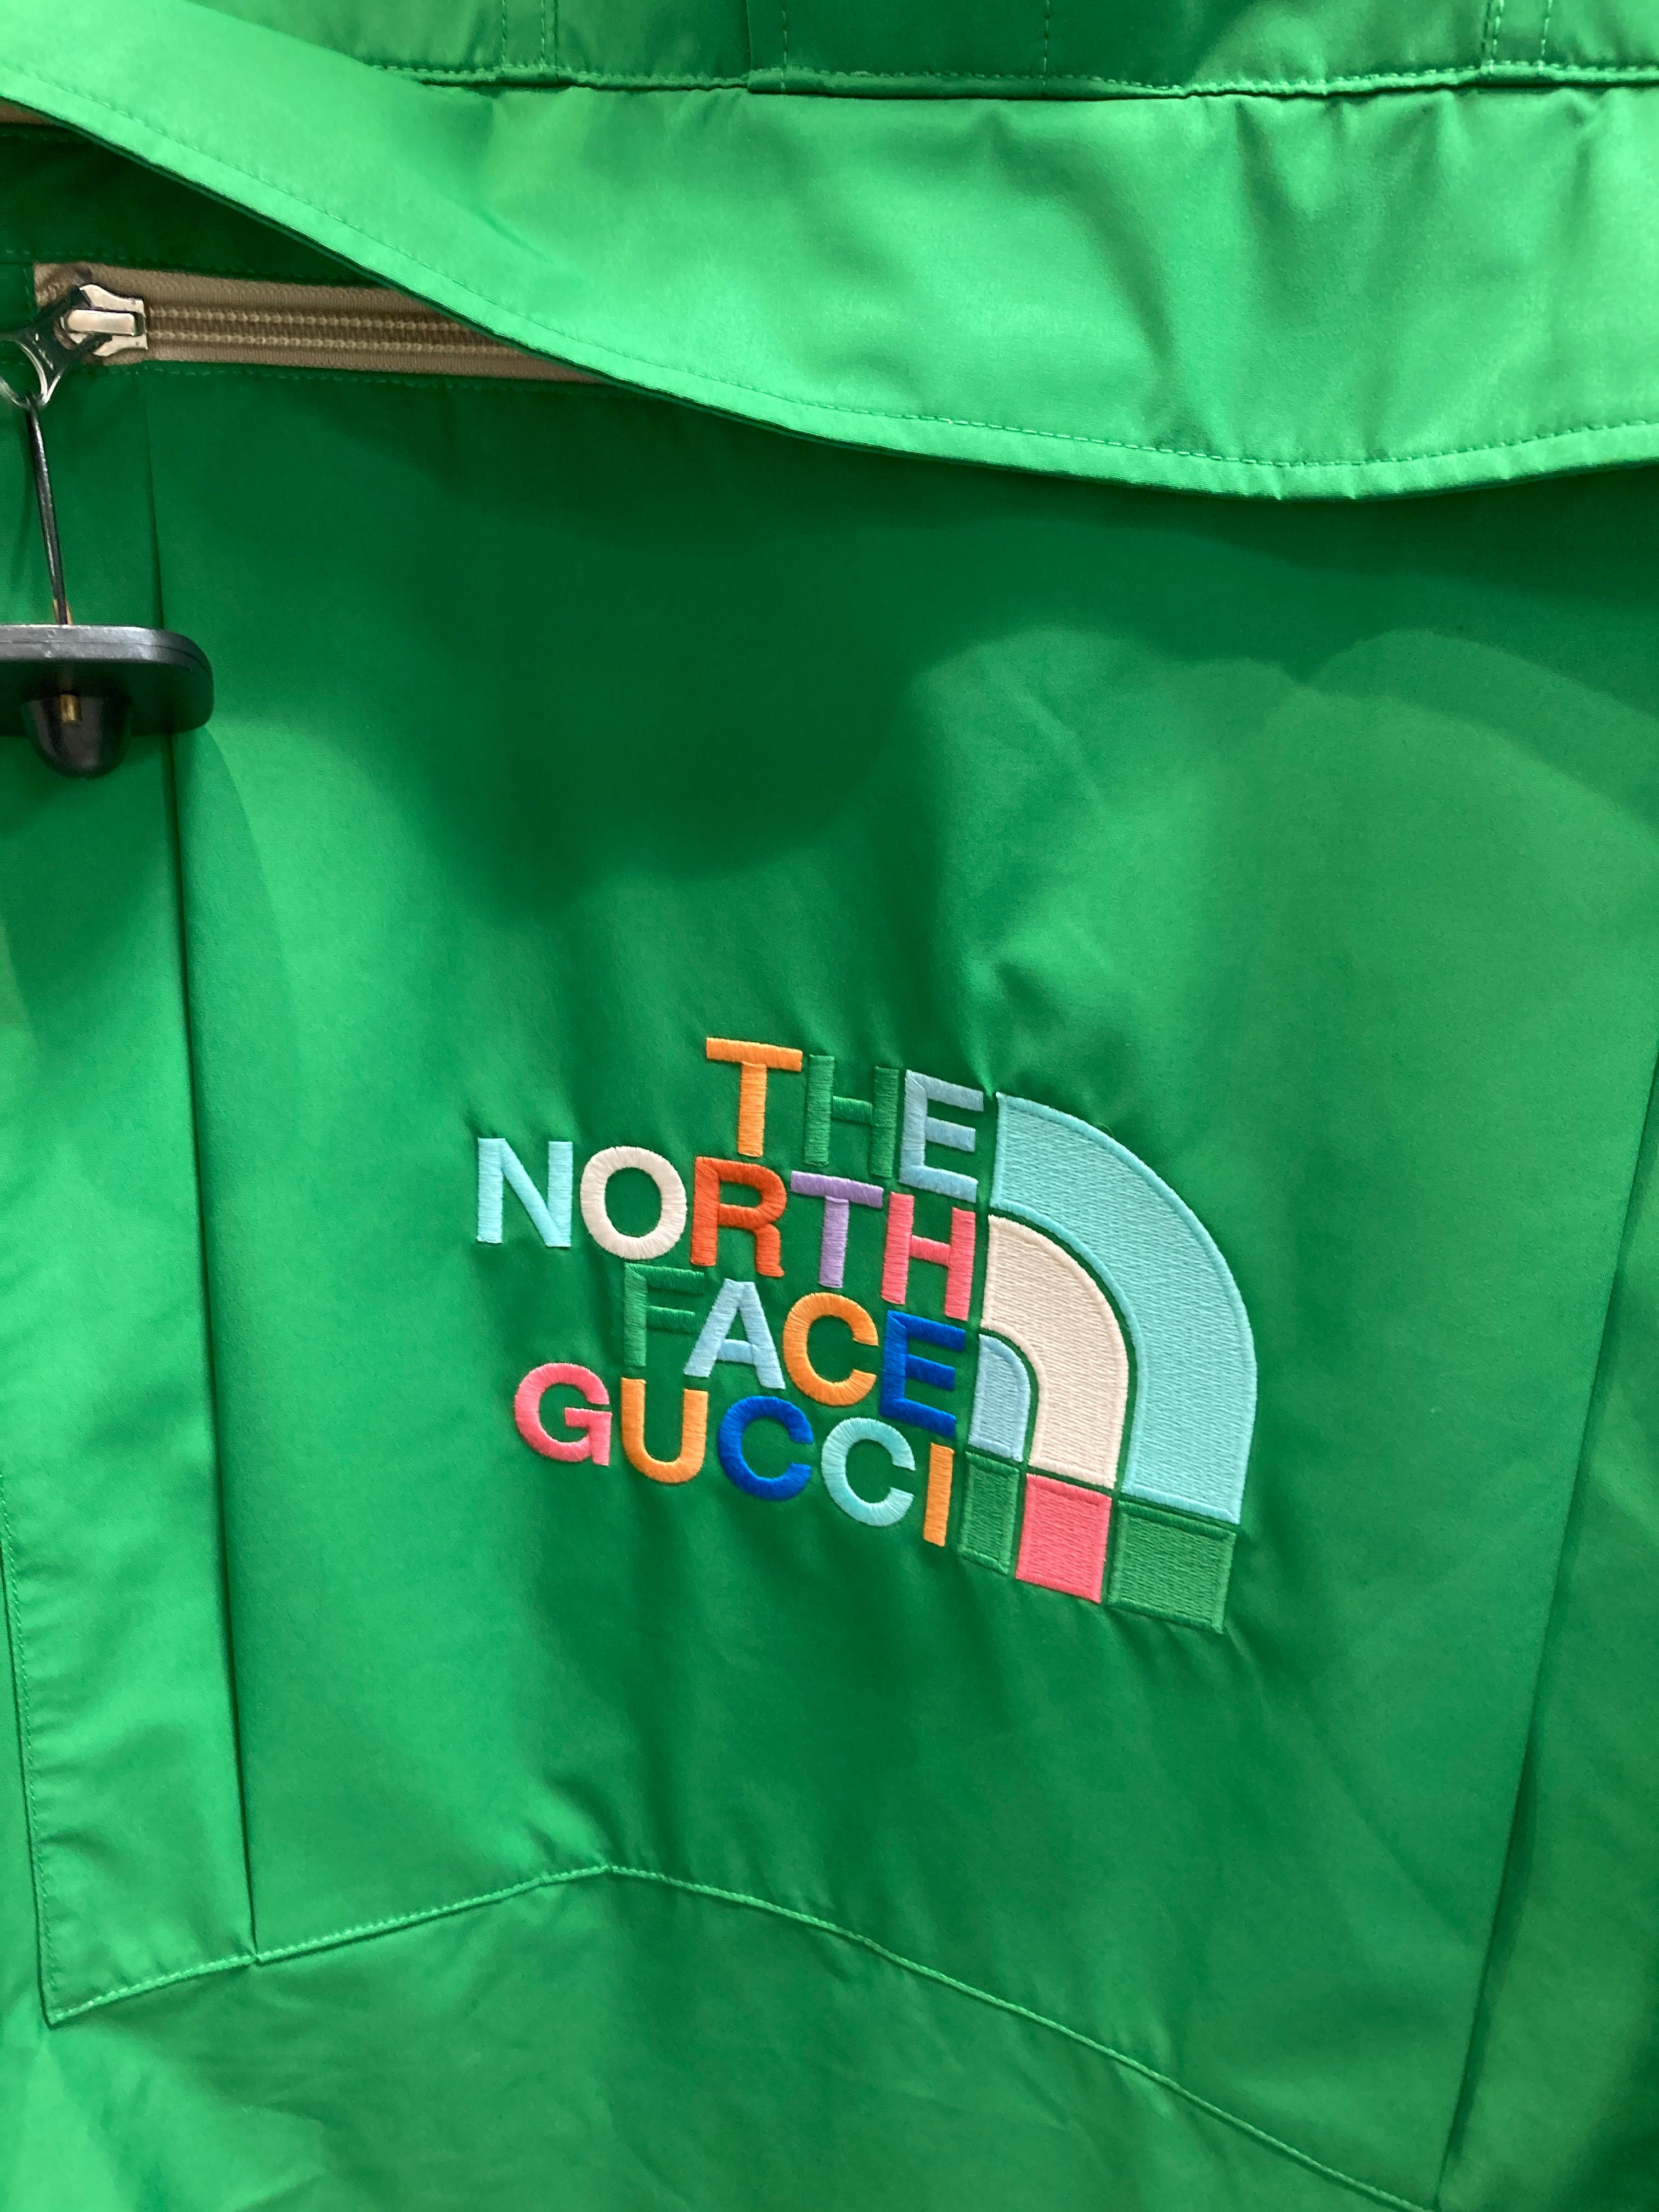 THE
NORTH
FACE
GUCCI